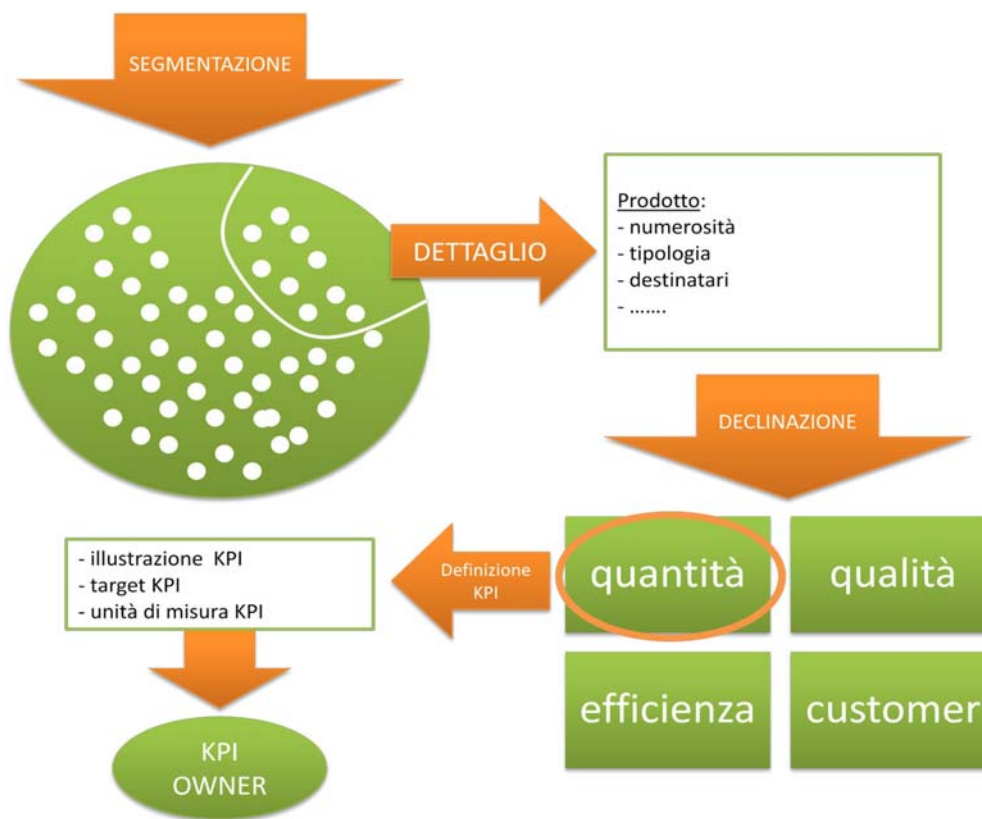 SEGMENTAZIONE
DETTAGLIO
Prodotto:
- numerosità
- tipologia
- destinatari
- …….
DECLINAZIONE
quantità
qualità
efficienza
customer
Definizione
KPI
- illustrazione KPI
- target KPI
- unità di misura KPI
KPI
OWNER